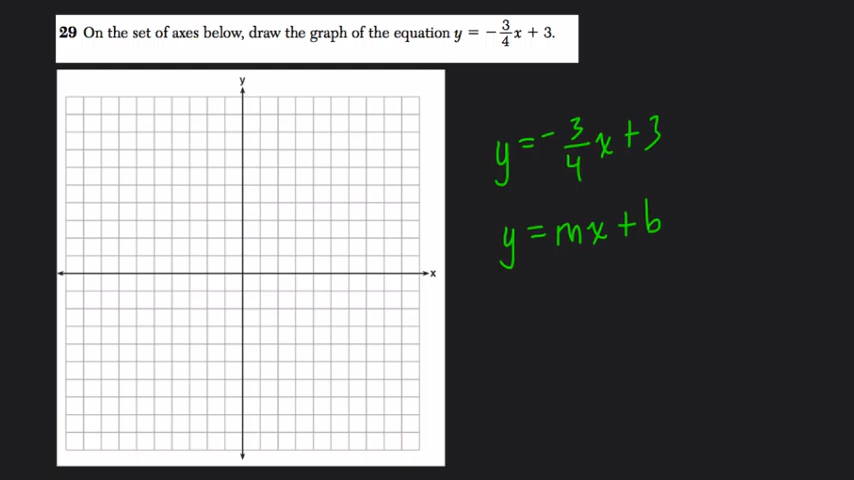 29 On the set of axes below, draw the graph of the equation y = −3/4x + 3.
y
x
y = -3/4 x + 3
y = mx + b